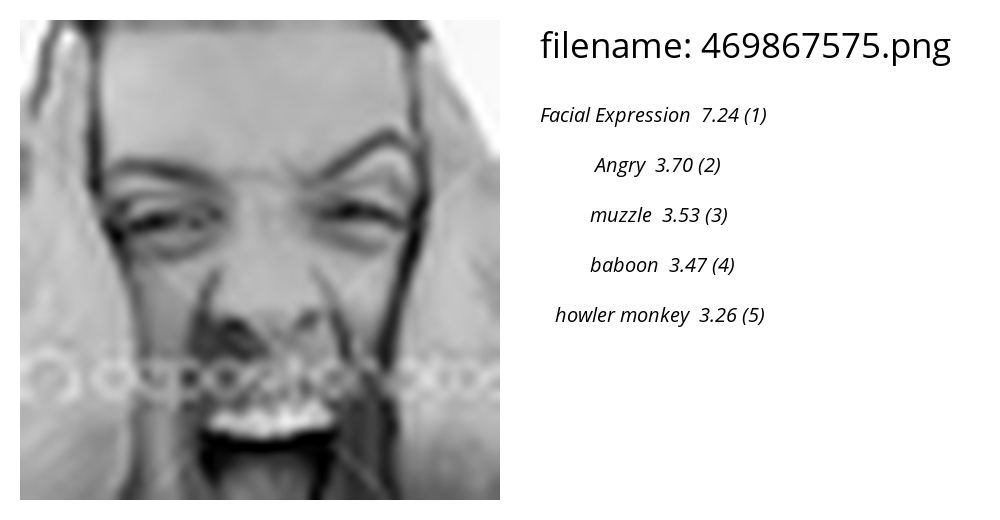 filename: 469867575.png
Facial Expression 7.24 (1)
Angry 3.70 (2)
muzzle 3.53 (3)
baboon 3.47 (4)
howler monkey 3.26 (5)